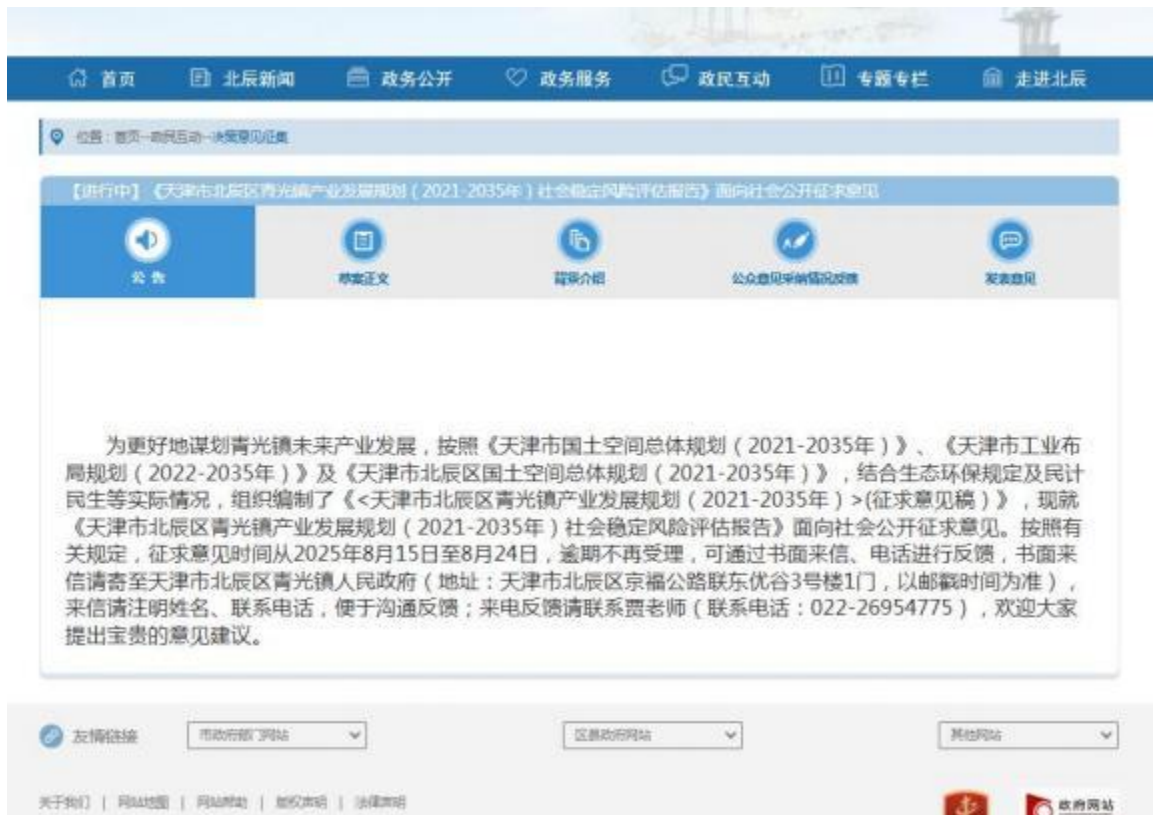 首页 北辰新闻 政务公开 政务服务 政民互动 专题专栏 走进北辰
位置：首页--政民互动--决策意见征集
【进行中】《天津市北辰区青光镇产业发展规划（2021-2035年）社会稳定风险评估报告》面向社会公开征求意见
公 告 草案正文 背景介绍 公众意见采纳情况反馈 发表意见
为更好地谋划青光镇未来产业发展，按照《天津市国土空间总体规划（2021-2035年）》、《天津市工业布
局规划（2022-2035年）》及《天津市北辰区国土空间总体规划（2021-2035年）》，结合生态环保规定及民计
民生等实际情况，组织编制了《<天津市北辰区青光镇产业发展规划（2021-2035年）>(征求意见稿）》，现就
《天津市北辰区青光镇产业发展规划（2021-2035年）社会稳定风险评估报告》面向社会公开征求意见。按照有
关规定，征求意见时间从2025年8月15日至8月24日，逾期不再受理，可通过书面来信、电话进行反馈，书面来
信请寄至天津市北辰区青光镇人民政府（地址：天津市北辰区京福公路联东优谷3号楼1门，以邮戳时间为准），
来信请注明姓名、联系电话，便于沟通反馈；来电反馈请联系贾老师（联系电话：022-26954775），欢迎大家
提出宝贵的意见建议。
友情链接 市政府部门网站 区县政府网站 其他网站
关于我们 | 网站地图 | 网站帮助 | 版权声明 | 法律声明
政府网站